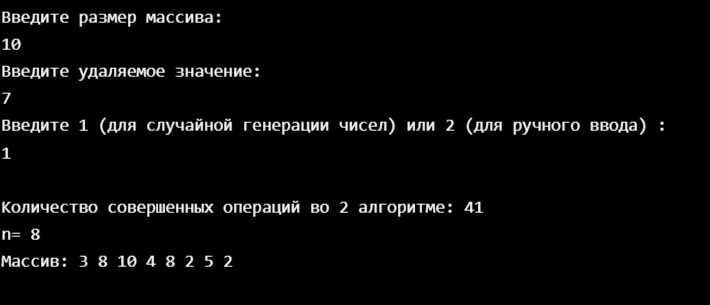 Введите размер массива:
10
Введите удаляемое значение:
7
Введите 1 (для случайной генерации чисел) или 2 (для ручного ввода) :
1
Количество совершенных операций во 2 алгоритме: 41
n= 8
Массив: 3 8 10 4 8 2 5 2